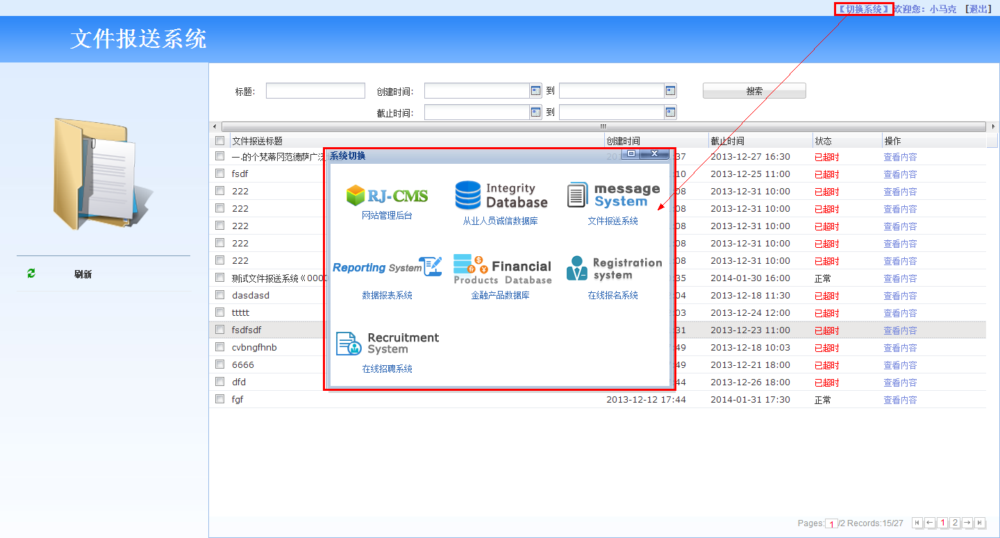 【切换系统】 欢迎您：小马克 [退出]
文件报送系统
标题： 创建时间： 到 搜索
截止时间： 到
刷新
文件报送标题 创建时间 截止时间 状态 操作
一.的个梵蒂冈范德萨广泛 37 2013-12-27 16:30 已超时 查看内容
fsdf 10 2013-12-25 11:00 已超时 查看内容
222 08 2013-12-31 10:00 已超时 查看内容
222 08 2013-12-31 10:00 已超时 查看内容
222 08 2013-12-31 10:00 已超时 查看内容
222 08 2013-12-31 10:00 已超时 查看内容
222 08 2013-12-31 10:00 已超时 查看内容
测试文件报送系统《0000 35 2014-01-30 16:00 正常 查看内容
dasdasd 04 2013-12-18 11:30 已超时 查看内容
ttttt 03 2013-12-24 12:00 已超时 查看内容
fsdfsdf 31 2013-12-23 11:00 已超时 查看内容
cvbngfhnb 49 2013-12-18 10:03 已超时 查看内容
6666 49 2013-12-21 18:00 已超时 查看内容
dfd 44 2013-12-26 18:00 已超时 查看内容
fgf 2013-12-12 17:44 2014-01-31 17:30 正常 查看内容
系统切换
RJ-CMS
网站管理后台
Integrity
Database
从业人员诚信数据库
message
System
文件报送系统
Reporting System
数据报表系统
Financial
Products Database
金融产品数据库
Registration
system
在线报名系统
Recruitment
System
在线招聘系统
Pages: 1 /2 Records:15/27 1 2